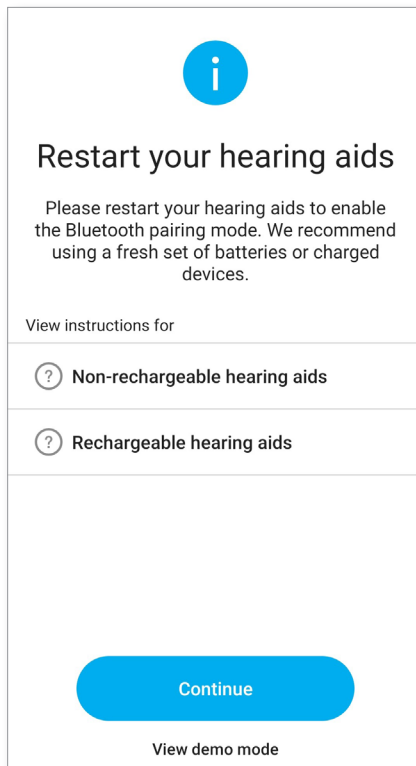 Restart your hearing aids
Please restart your hearing aids to enable
the Bluetooth pairing mode. We recommend
using a fresh set of batteries or charged
devices.
View instructions for
? Non-rechargeable hearing aids
? Rechargeable hearing aids
Continue
View demo mode